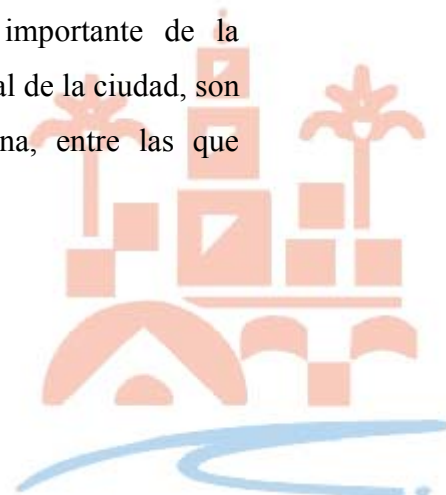 importante de la
al de la ciudad, son
na, entre las que